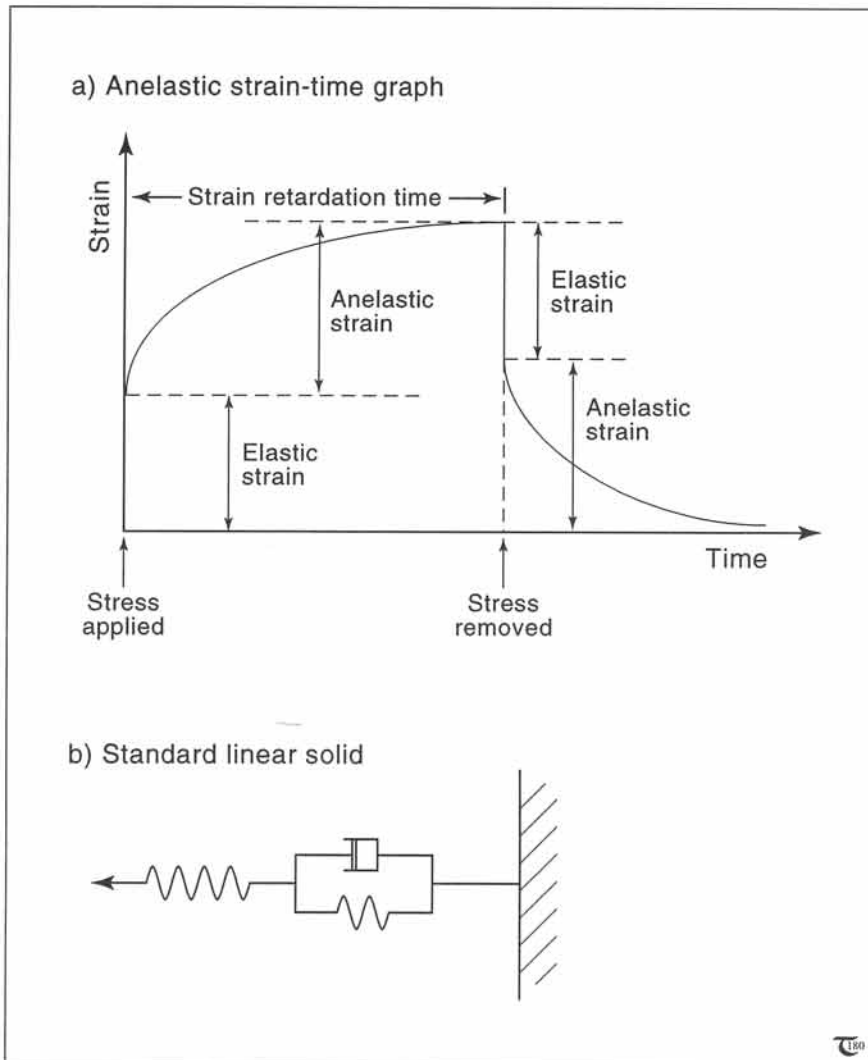 a) Anelastic strain-time graph
Strain
Strain retardation time
Anelastic
strain
Elastic
strain
Elastic
strain
Anelastic
strain
Time
Stress
applied
Stress
removed
b) Standard linear solid
180